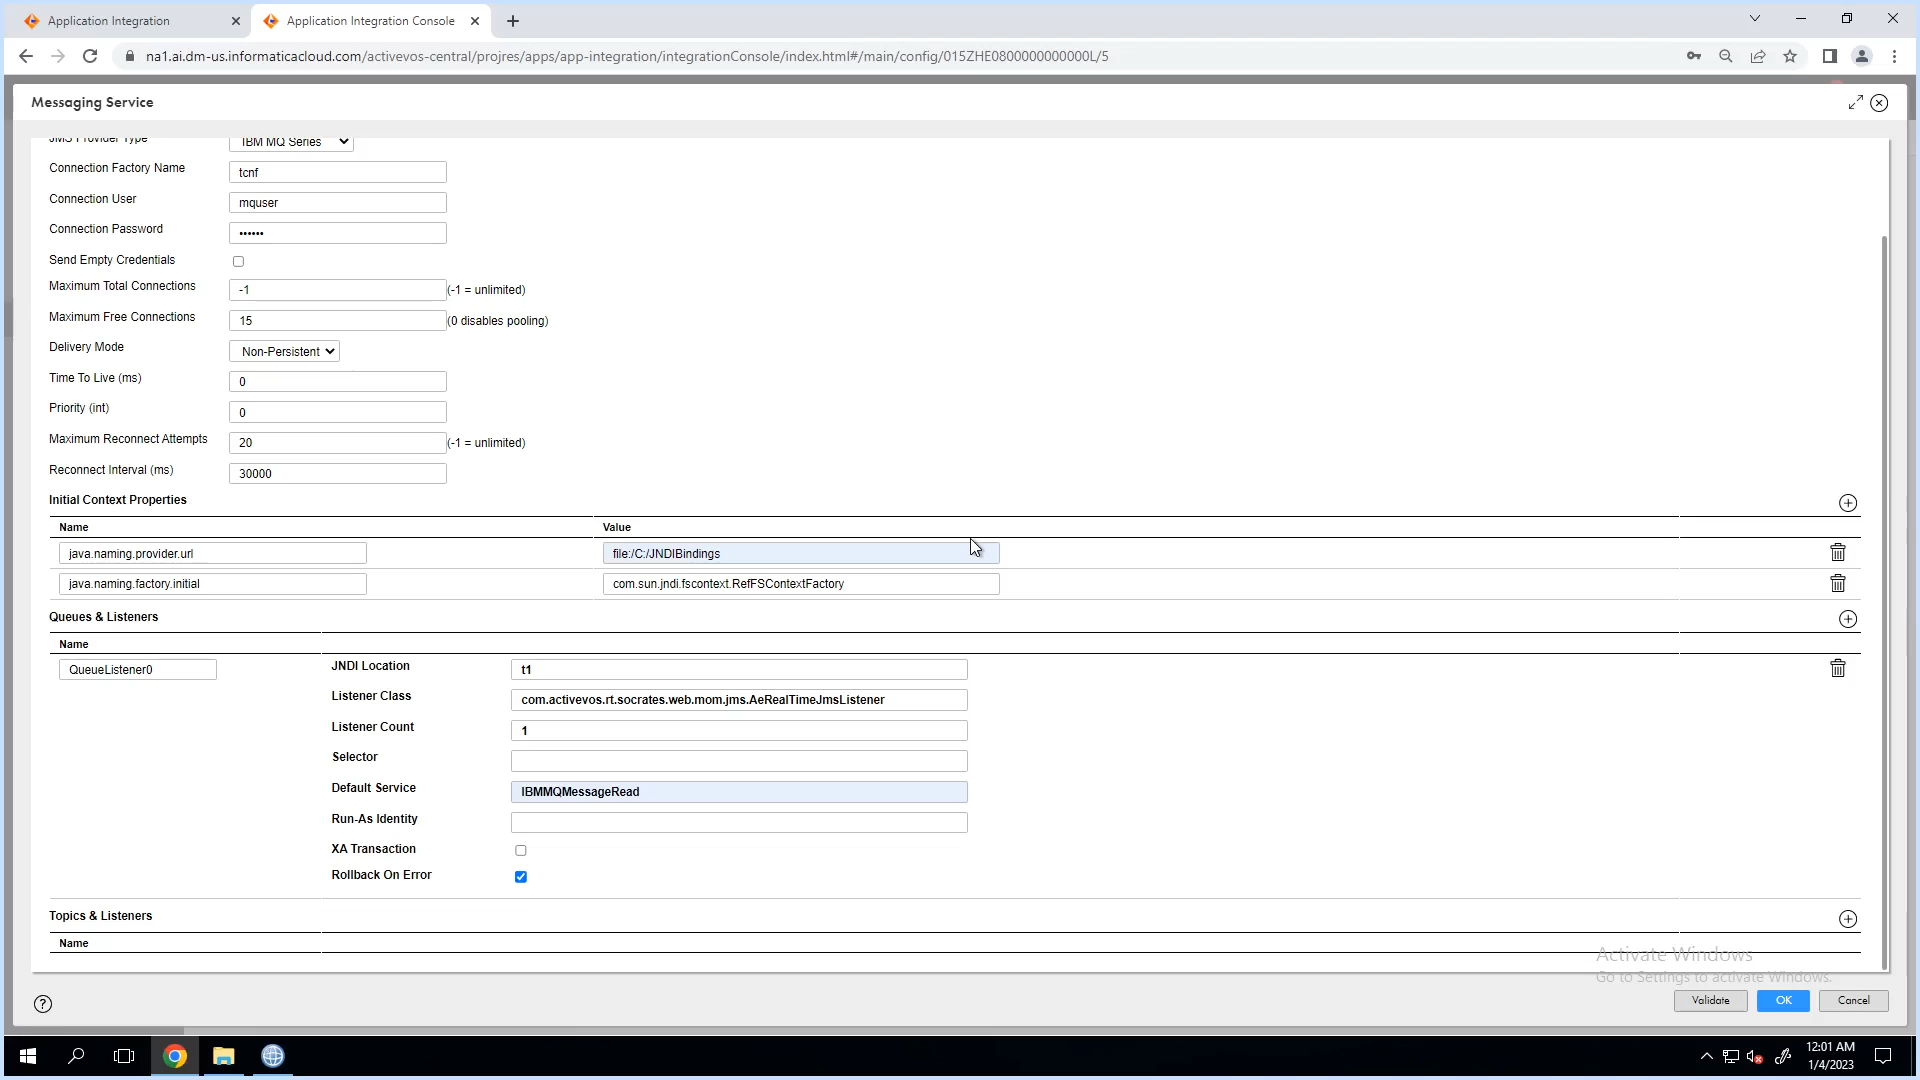 Application Integration
Application Integration Console
na1.ai.dm-us.informaticacloud.com/activevos-central/projres/apps/app-integration/integrationConsole/index.html#/main/config/015ZHE0800000000000L/5
Messaging Service
JMS Provider Type IBM MQ Series
Connection Factory Name tcnf
Connection User mquser
Connection Password ••••••
Send Empty Credentials
Maximum Total Connections -1 (-1 = unlimited)
Maximum Free Connections 15 (0 disables pooling)
Delivery Mode Non-Persistent
Time To Live (ms) 0
Priority (int) 0
Maximum Reconnect Attempts 20 (-1 = unlimited)
Reconnect Interval (ms) 30000
Initial Context Properties
Name Value
java.naming.provider.url file:/C:/JNDIBindings
java.naming.factory.initial com.sun.jndi.fscontext.RefFSContextFactory
Queues & Listeners
Name
QueueListener0 JNDI Location t1
Listener Class com.activevos.rt.socrates.web.mom.jms.AeRealTimeJmsListener
Listener Count 1
Selector
Default Service IBMMQMessageRead
Run-As Identity
XA Transaction
Rollback On Error
Topics & Listeners
Name
Activate Windows
Go to Settings to activate Windows.
Validate OK Cancel
12:01 AM
1/4/2023